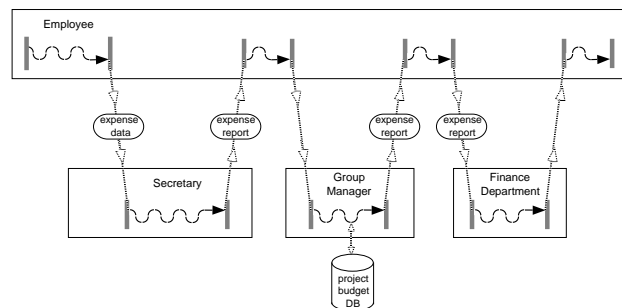 Employee
expense
data
expense
report
expense
report
expense
report
Secretary
Group
Manager
Finance
Department
project
budget
DB